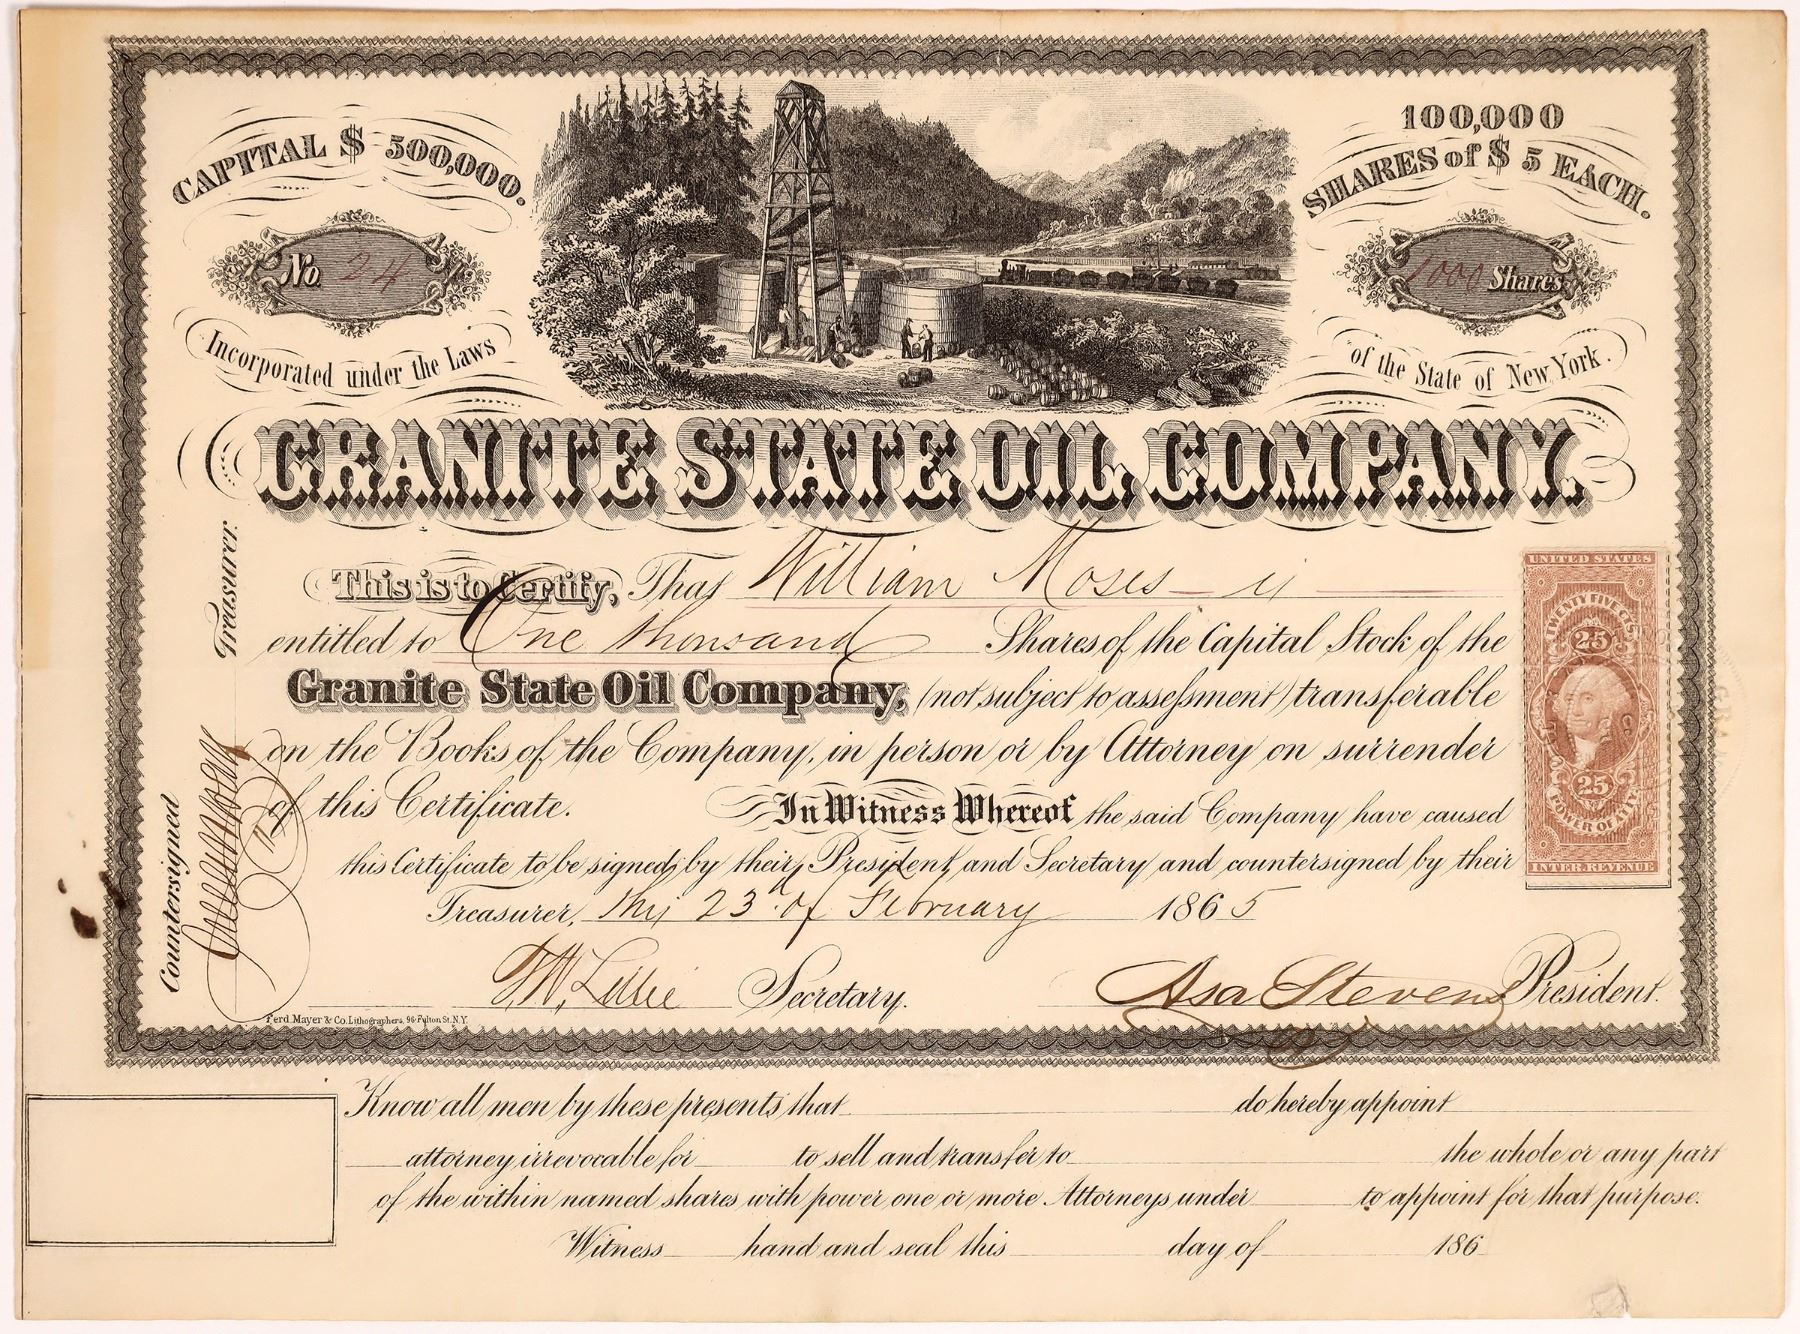 CAPITAL $ 500,000.
100,000
SHARES of $ 5 EACH.
No. 24
1000 Shares
Incorporated under the Laws
of the State of New York.
GRANITE STATE OIL COMPANY.
This is to Certify, That William Moses is
entitled to One thousand Shares of the Capital Stock of the
Granite State Oil Company, (not subject to assessment) transferable
on the Books of the Company, in person or by Attorney on surrender
of this Certificate. In Witness Whereof the said Company have caused
this Certificate to be signed by their President and Secretary and countersigned by their
Treasurer, this 23d of February 1865
Secretary.
Asa Stevens President.
Ferd Mayer & Co. Lithographers, 96 Fulton St. N.Y.
Countersigned
Treasurer.
UNITED STATES
TWENTY FIVE CTS
25
25
POWER OF ATT'Y
INTER. REVENUE
Know all men by these presents that do hereby appoint
attorney irrevocable for to sell and transfer to the whole or any part
of the within named shares with power one or more Attorneys under to appoint for that purpose.
Witness hand and seal this day of 186